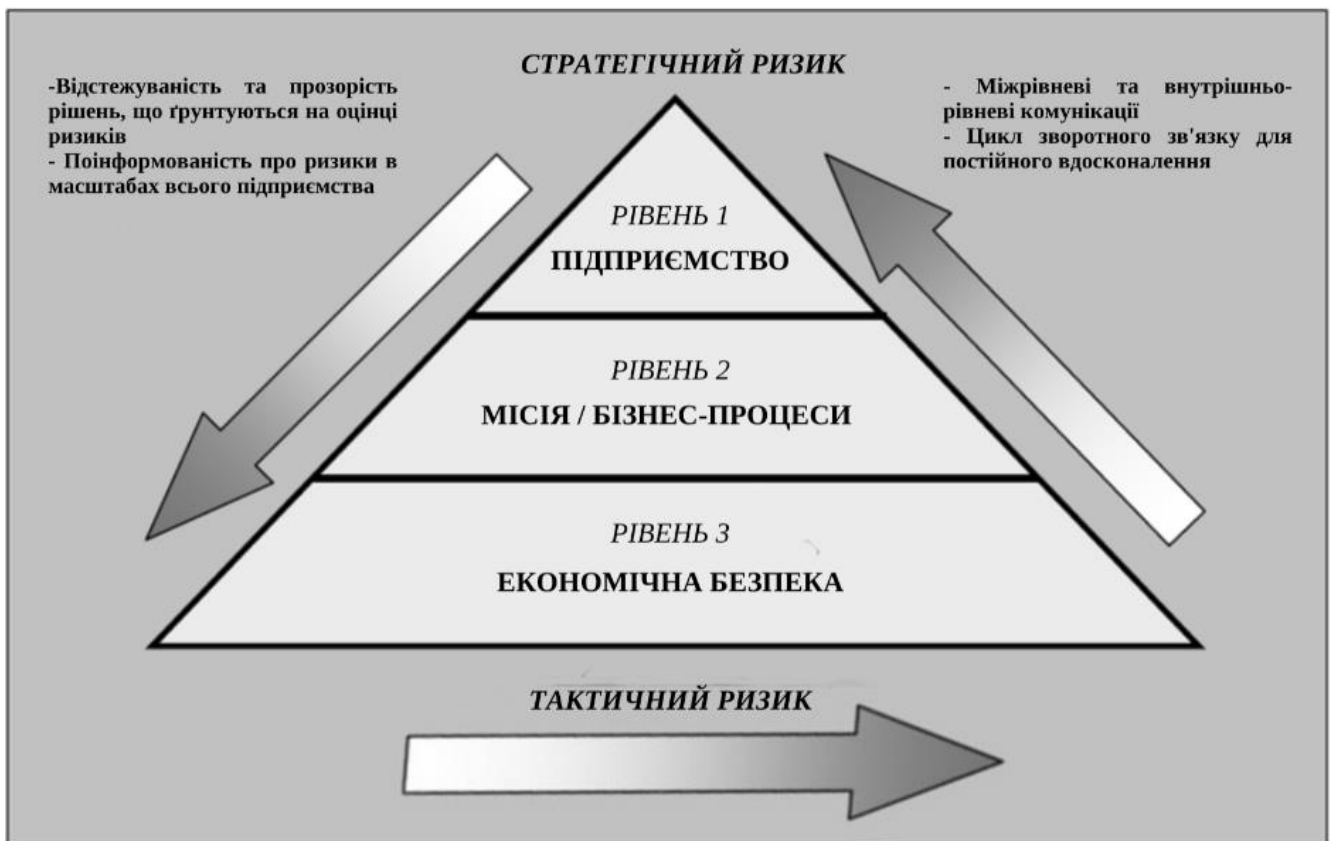 СТРАТЕГІЧНИЙ РИЗИК
-Відстежуваність та прозорість
рішень, що ґрунтуються на оцінці
ризиків
- Поінформованість про ризики в
масштабах всього підприємства
- Міжрівневі та внутрішньо-
рівневі комунікації
- Цикл зворотного зв'язку для
постійного вдосконалення
РІВЕНЬ 1
ПІДПРИЄМСТВО
РІВЕНЬ 2
МІСІЯ / БІЗНЕС-ПРОЦЕСИ
РІВЕНЬ 3
ЕКОНОМІЧНА БЕЗПЕКА
ТАКТИЧНИЙ РИЗИК